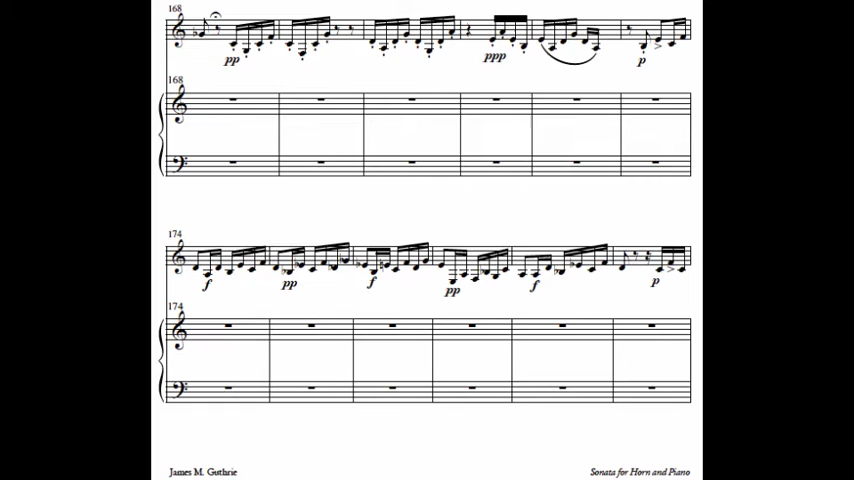 168
pp
ppp
p
168
174
f
pp
f
pp
f
p
174
James M. Guthrie
Sonata for Horn and Piano